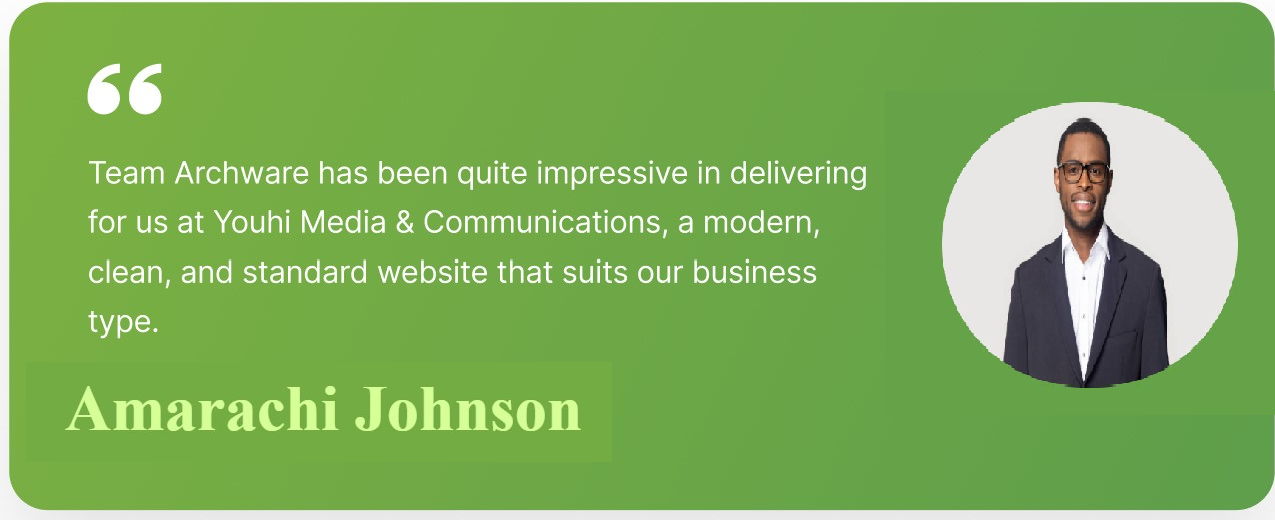 “
Team Archware has been quite impressive in delivering
for us at Youhi Media & Communications, a modern,
clean, and standard website that suits our business
type.
Amarachi Johnson